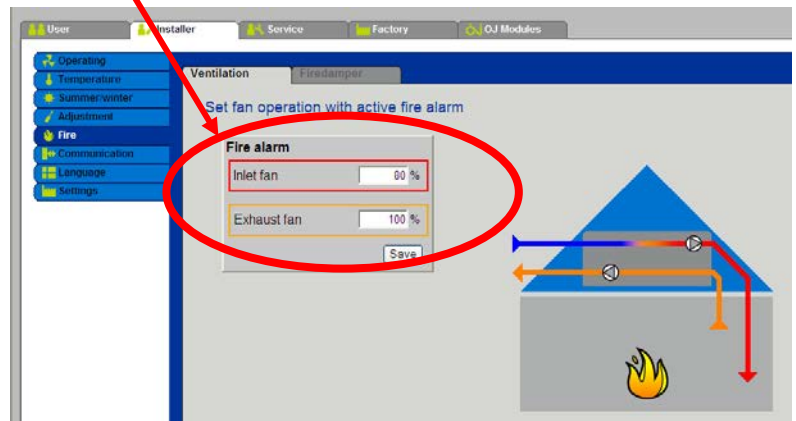 User Installer Service Factory OJ Modules
Operating
Temperature
Summer/winter
Adjustment
Fire
Communication
Language
Settings
Ventilation Firedamper
Set fan operation with active fire alarm
Fire alarm
Inlet fan 80 %
Exhaust fan 100 %
Save